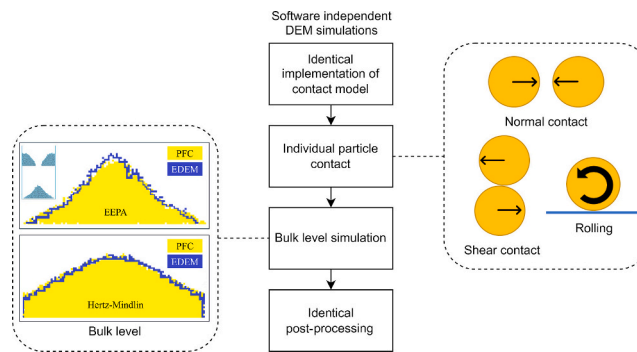 Software independent
DEM simulations
Identical
implementation of
contact model
Individual particle
contact
Bulk level simulation
Identical
post-processing
PFC
EDEM
EEPA
PFC
EDEM
Hertz-Mindlin
Bulk level
Normal contact
Shear contact
Rolling